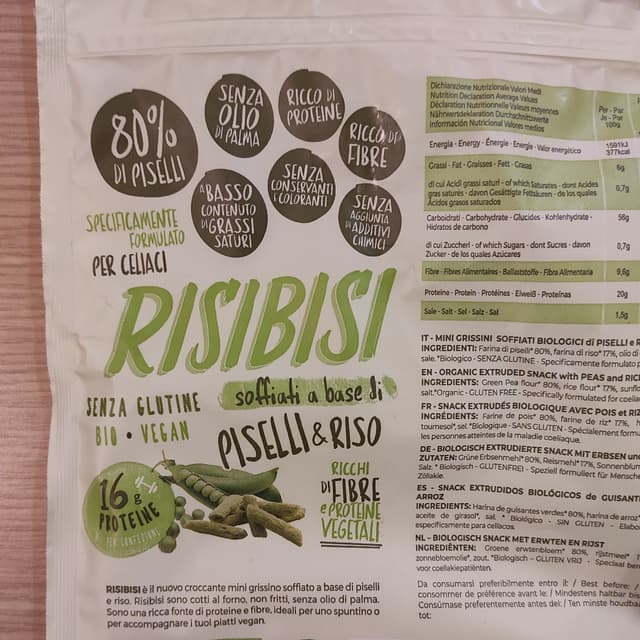 80%
DI PISELLI
SENZA
OLIO
DI PALMA
RICCO DI
PROTEINE
RICCO DI
FIBRE
A BASSO
CONTENUTO
DI GRASSI
SATURI
SENZA
CONSERVANTI
E COLORANTI
SENZA
AGGIUNTA
DI ADDITIVI
CHIMICI
SPECIFICAMENTE
FORMULATO
PER CELIACI
RISIBISI
soffiati a base di
PISELLI & RISO
SENZA GLUTINE
BIO • VEGAN
16 g
PROTEINE
PER CONFEZIONE
RICCHI
DI FIBRE
e PROTEINE
VEGETALI
RISIBISI è il nuovo croccante mini grissino soffiato a base di piselli
e riso. Risibisi sono cotti al forno, non fritti, senza olio di palma.
Sono una ricca fonte di proteine e fibre, ideali per uno spuntino o
per accompagnare i tuoi piatti vegan.
Dichiarazione Nutrizionale Valori Medi
Nutrition Declaration Average Values
Déclaration Nutritionnelle Valeurs moyennes
Nährwertdeklaration Durchschnittswerte
Información Nutricional Valores medios
Per - Par
Je - Por
100g
Energia - Energy - Énergie - Energie - Valor energético
1591kJ
377kcal
Grassi - Fat - Graisses - Fett - Grasas
6g
di cui Acidi grassi saturi - of which Saturates - dont Acides
gras saturés - davon Gesättigte Fettsäuren - de los quales
Ácidos grasos saturados
0,7g
Carboidrati - Carbohydrate - Glucides - Kohlenhydrate -
Hidratos de carbono
56g
di cui Zuccheri - of which Sugars - dont Sucres - davon
Zucker - de los quales Azúcares
0,7g
Fibre - Fibres Alimentaires - Ballaststoffe - Fibra Alimentaria
9,6g
Proteine - Protein - Protéines - Eiweiß - Proteínas
20g
Sale - Salt - Sel - Salz - Sal
1,5g
IT - MINI GRISSINI SOFFIATI BIOLOGICI di PISELLI e
INGREDIENTI: Farina di piselli* 80%, farina di riso* 17%, olio di
sale. *Biologico - SENZA GLUTINE - Specificamente formulato
EN - ORGANIC EXTRUDED SNACK with PEAS and
INGREDIENTS: Green Pea flour* 80%, rice flour* 17%,
salt.*Organic - GLUTEN FREE - Specifically formulated for
FR - SNACK EXTRUDÉS BIOLOGIQUE AVEC POIS et
INGRÉDIENTS: Farine de pois* 80%, farine de riz* 17%,
tournesol*, sel. *Biologique - SANS GLUTEN - Spécialement
les personnes atteintes de la maladie coeliaque.
DE - BIOLOGISCH EXTRUDIERTE SNACK MIT ERBSEN
ZUTATEN: Grüne Erbsenmehl* 80%, Reismehl* 17%,
Salz. * Biologisch - GLUTENFREI - Speziell formuliert für
Zöliakie.
ES - SNACK EXTRUDIDOS BIOLÓGICOS de GUISANTES
ARROZ
INGREDIENTS: Harina de guisantes verdes* 80%, harina de arroz*
aceite de girasol*, sal. * Biológico - SIN GLUTEN -
específicamente para celíacos.
NL - BIOLOGISCH SNACK MET ERWTEN EN RIJST
INGREDIËNTEN: Groene erwtenbloem* 80%, rijstmeel*
zonnebloemolie*, zout. *Biologisch – GLUTEN VRIJ - Speciaal
voor coeliakiepatiënten.
Da consumarsi preferibilmente entro il: / Best before: /
consommer de préférence avant le: / Mindestens haltbar
Consúmase preferentemente antes del: / Ten minste houdbaar
tot: